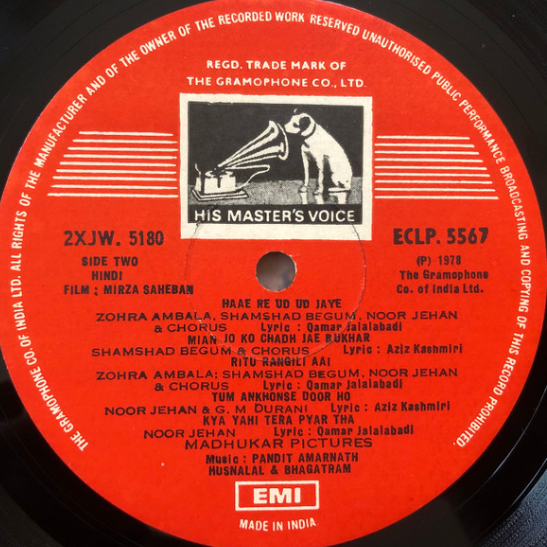 THE GRAMOPHONE CO. OF INDIA LTD. ALL RIGHTS OF THE MANUFACTURER AND OF THE OWNER OF THE RECORDED WORK RESERVED UNAUTHORISED PUBLIC PERFORMANCE BROADCASTING AND COPYING OF THIS RECORD PROHIBITED.
REGD. TRADE MARK OF
THE GRAMOPHONE CO., LTD.
HIS MASTER'S VOICE
2XJW. 5180
SIDE TWO
HINDI
FILM ; MIRZA SAHEBAN
ECLP. 5567
(P) 1978
The Gramophone
Co. of India Ltd.
HAAE RE UD UD JAYE
ZOHRA AMBALA, SHAMSHAD BEGUM, NOOR JEHAN
& CHORUS Lyric : Qamar Jalalabadi
MIAN JO KO CHADH JAE BUKHAR
SHAMSHAD BEGUM & CHORUS Lyric : Aziz Kashmiri
RITU RANGILI AAI
ZOHRA AMBALA; SHAMSHAD BEGUM, NOOR JEHAN
& CHORUS Lyric : Qamar Jalalabadi
TUM ANKHONSE DOOR HO
NOOR JEHAN & G. M DURANI Lyric : Aziz Kashmiri
KYA YAHI TERA PYAR THA
NOOR JEHAN Lyric : Qamar Jalalabadi
MADHUKAR PICTURES
Music : PANDIT AMARNATH
HUSNALAL & BHAGATRAM
EMI
MADE IN INDIA